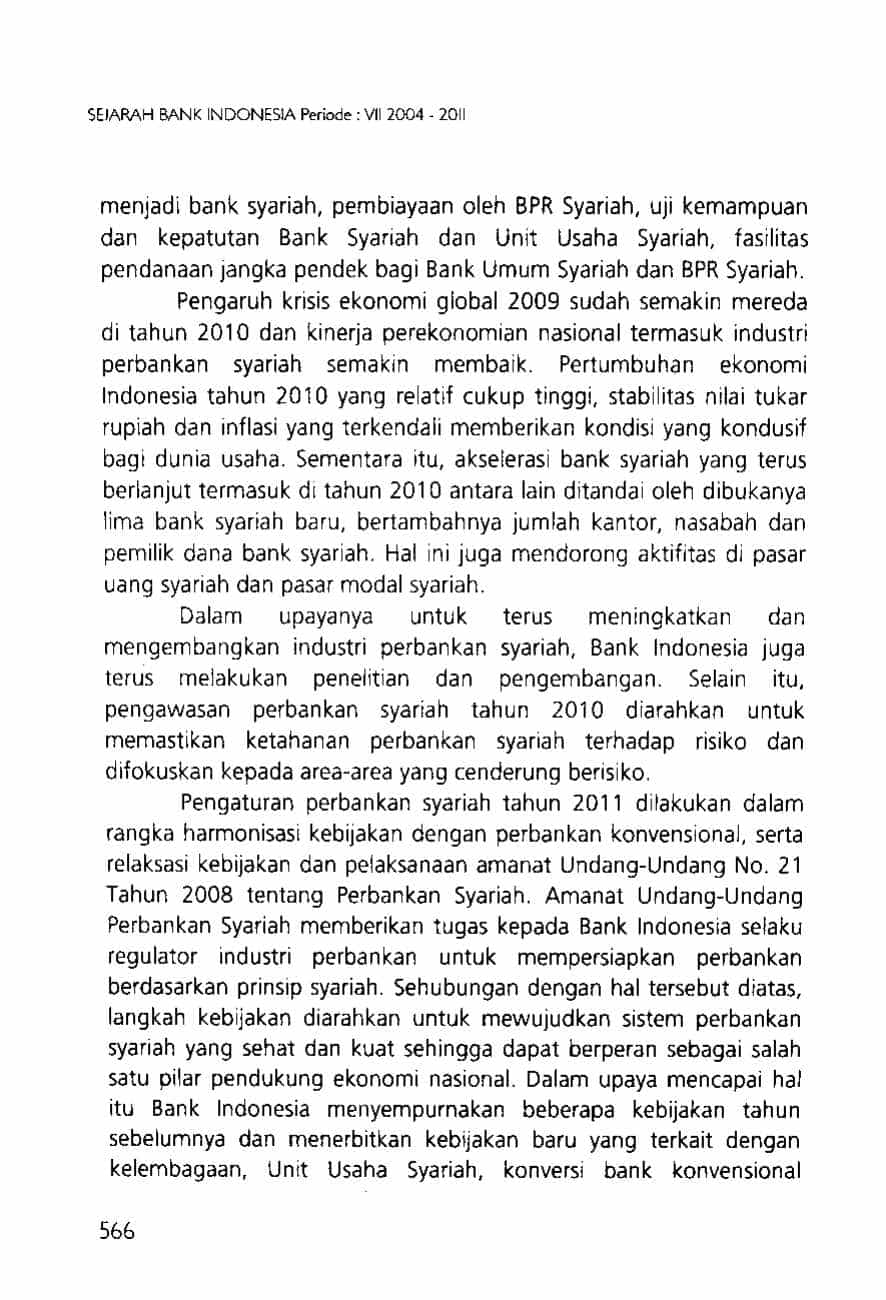 SEJARAH BANK INDONESIA Periode : VII 2004 - 2011
menjadi bank syariah, pembiayaan oleh BPR Syariah, uji kemampuan
dan kepatutan Bank Syariah dan Unit Usaha Syariah, fasilitas
pendanaan jangka pendek bagi Bank Umum Syariah dan BPR Syariah.
Pengaruh krisis ekonomi global 2009 sudah semakin mereda
di tahun 2010 dan kinerja perekonomian nasional termasuk industri
perbankan syariah semakin membaik. Pertumbuhan ekonomi
Indonesia tahun 2010 yang relatif cukup tinggi, stabilitas nilai tukar
rupiah dan inflasi yang terkendali memberikan kondisi yang kondusif
bagi dunia usaha. Sementara itu, akselerasi bank syariah yang terus
berlanjut termasuk di tahun 2010 antara lain ditandai oleh dibukanya
lima bank syariah baru, bertambahnya jumlah kantor, nasabah dan
pemilik dana bank syariah. Hal ini juga mendorong aktifitas di pasar
uang syariah dan pasar modal syariah.
Dalam upayanya untuk terus meningkatkan dan
mengembangkan industri perbankan syariah, Bank Indonesia juga
terus melakukan penelitian dan pengembangan. Selain itu,
pengawasan perbankan syariah tahun 2010 diarahkan untuk
memastikan ketahanan perbankan syariah terhadap risiko dan
difokuskan kepada area-area yang cenderung berisiko.
Pengaturan perbankan syariah tahun 2011 dilakukan dalam
rangka harmonisasi kebijakan dengan perbankan konvensional, serta
relaksasi kebijakan dan pelaksanaan amanat Undang-Undang No. 21
Tahun 2008 tentang Perbankan Syariah. Amanat Undang-Undang
Perbankan Syariah memberikan tugas kepada Bank Indonesia selaku
regulator industri perbankan untuk mempersiapkan perbankan
berdasarkan prinsip syariah. Sehubungan dengan hal tersebut diatas,
langkah kebijakan diarahkan untuk mewujudkan sistem perbankan
syariah yang sehat dan kuat sehingga dapat berperan sebagai salah
satu pilar pendukung ekonomi nasional. Dalam upaya mencapai hal
itu Bank Indonesia menyempurnakan beberapa kebijakan tahun
sebelumnya dan menerbitkan kebijakan baru yang terkait dengan
kelembagaan, Unit Usaha Syariah, konversi bank konvensional
566